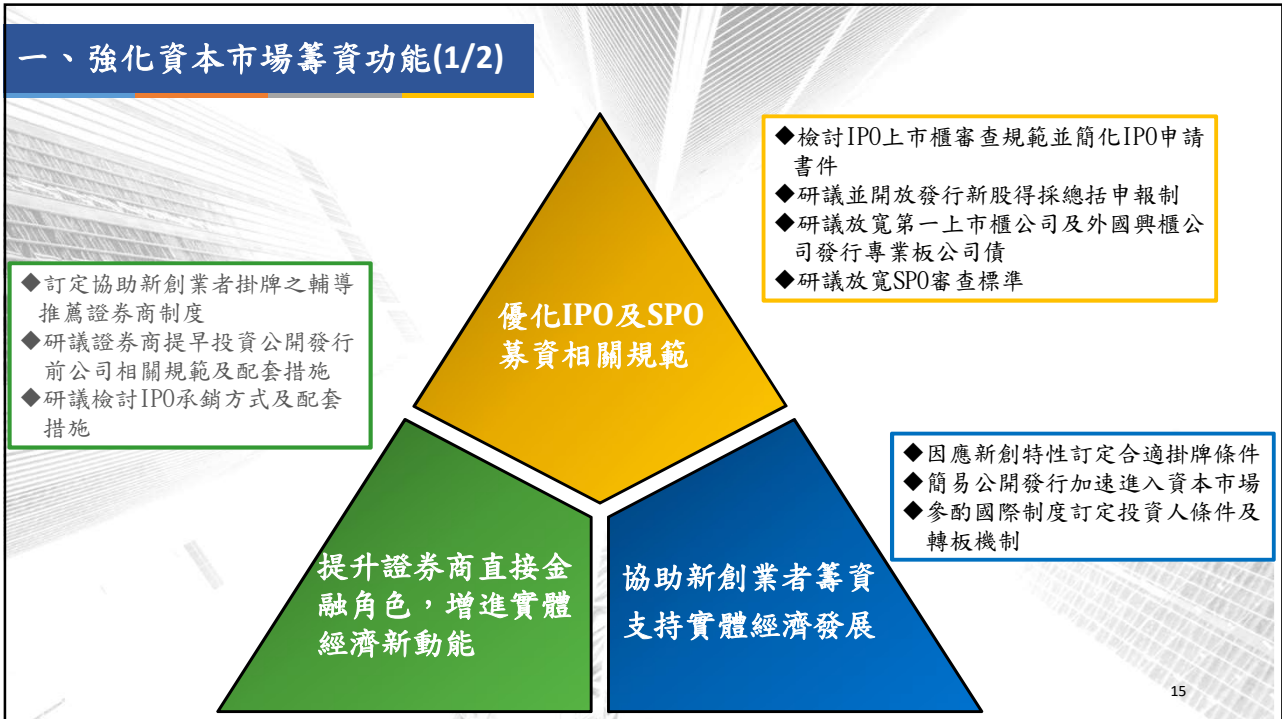 一、強化資本市場籌資功能(1/2)
◆檢討IPO上市櫃審查規範並簡化IPO申請
書件
◆研議並開放發行新股得採總括申報制
◆研議放寬第一上市櫃公司及外國興櫃公
司發行專業板公司債
◆研議放寬SPO審查標準
◆訂定協助新創業者掛牌之輔導
推薦證券商制度
◆研議證券商提早投資公開發行
前公司相關規範及配套措施
◆研議檢討IPO承銷方式及配套
措施
優化IPO及SPO
募資相關規範
◆因應新創特性訂定合適掛牌條件
◆簡易公開發行加速進入資本市場
◆參酌國際制度訂定投資人條件及
轉板機制
提升證券商直接金
融角色，增進實體
經濟新動能
協助新創業者籌資
支持實體經濟發展
15